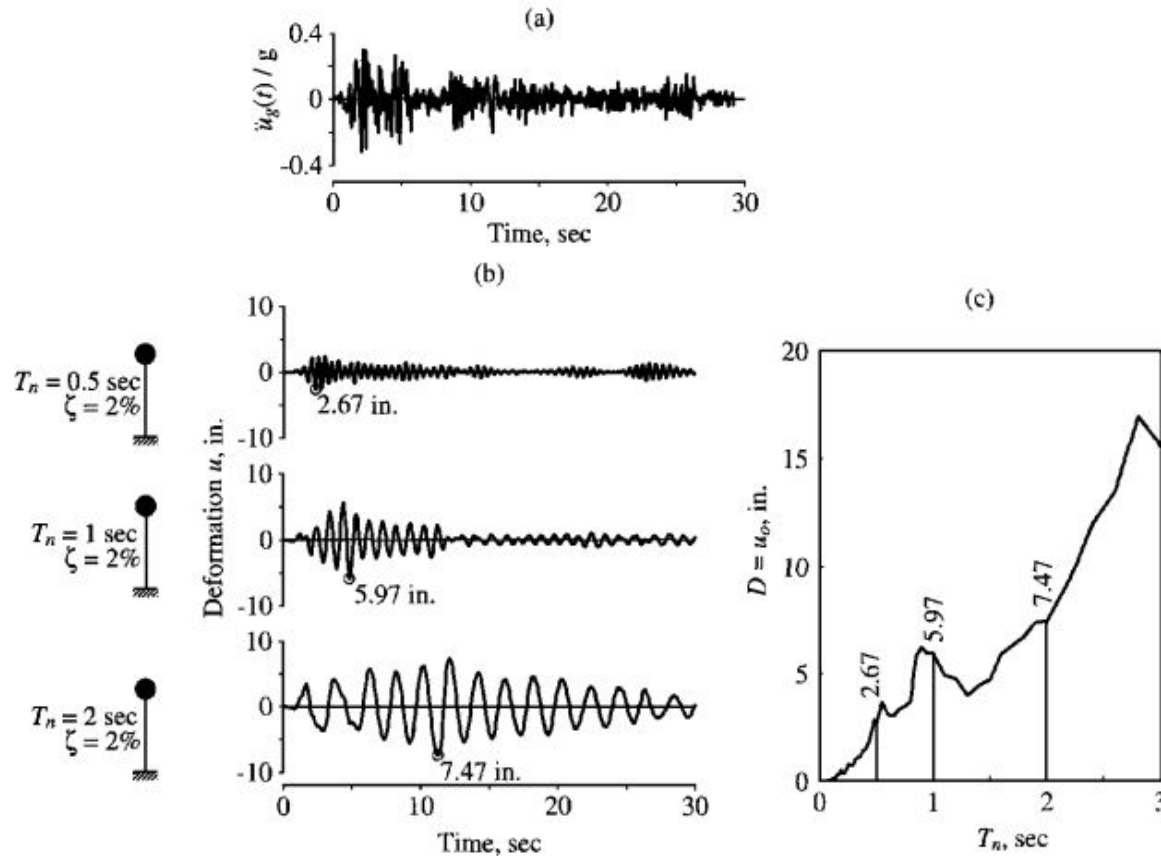 (a)
0.4
0
-0.4
ü_g(t) / g
0 10 20 30
Time, sec
(b)
10
0
-10
T_n = 0.5 sec
ζ = 2%
2.67 in.
10
0
-10
T_n = 1 sec
ζ = 2%
5.97 in.
10
0
-10
T_n = 2 sec
ζ = 2%
7.47 in.
Deformation u, in.
0 10 20 30
Time, sec
(c)
20
15
10
5
0
D = u_o, in.
2.67
5.97
7.47
0 1 2 3
T_n, sec